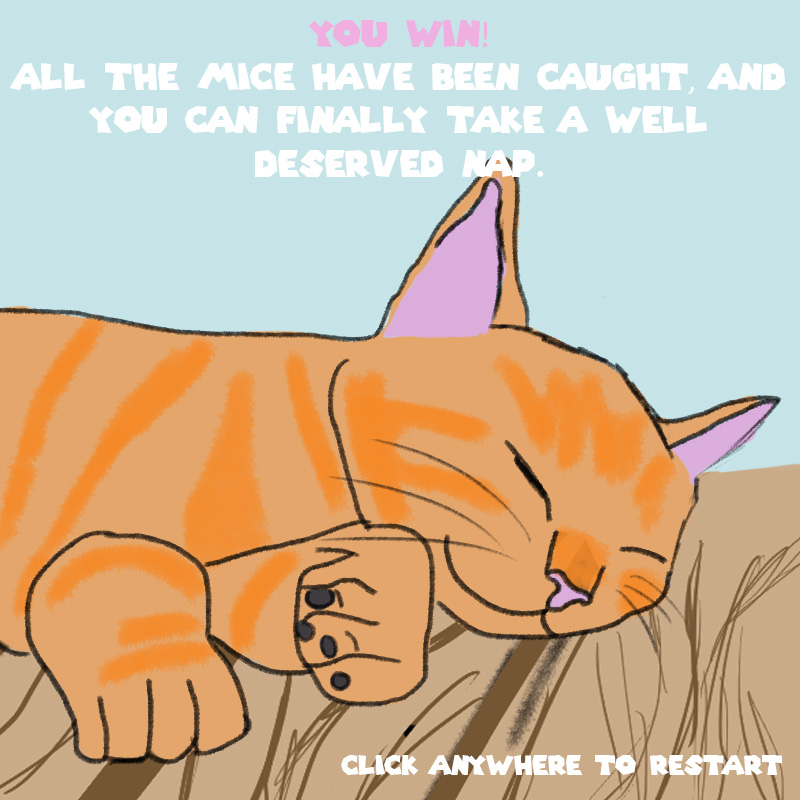 YOU WIN!
ALL THE MICE HAVE BEEN CAUGHT, AND
YOU CAN FINALLY TAKE A WELL
DESERVED NAP.
CLICK ANYWHERE TO RESTART